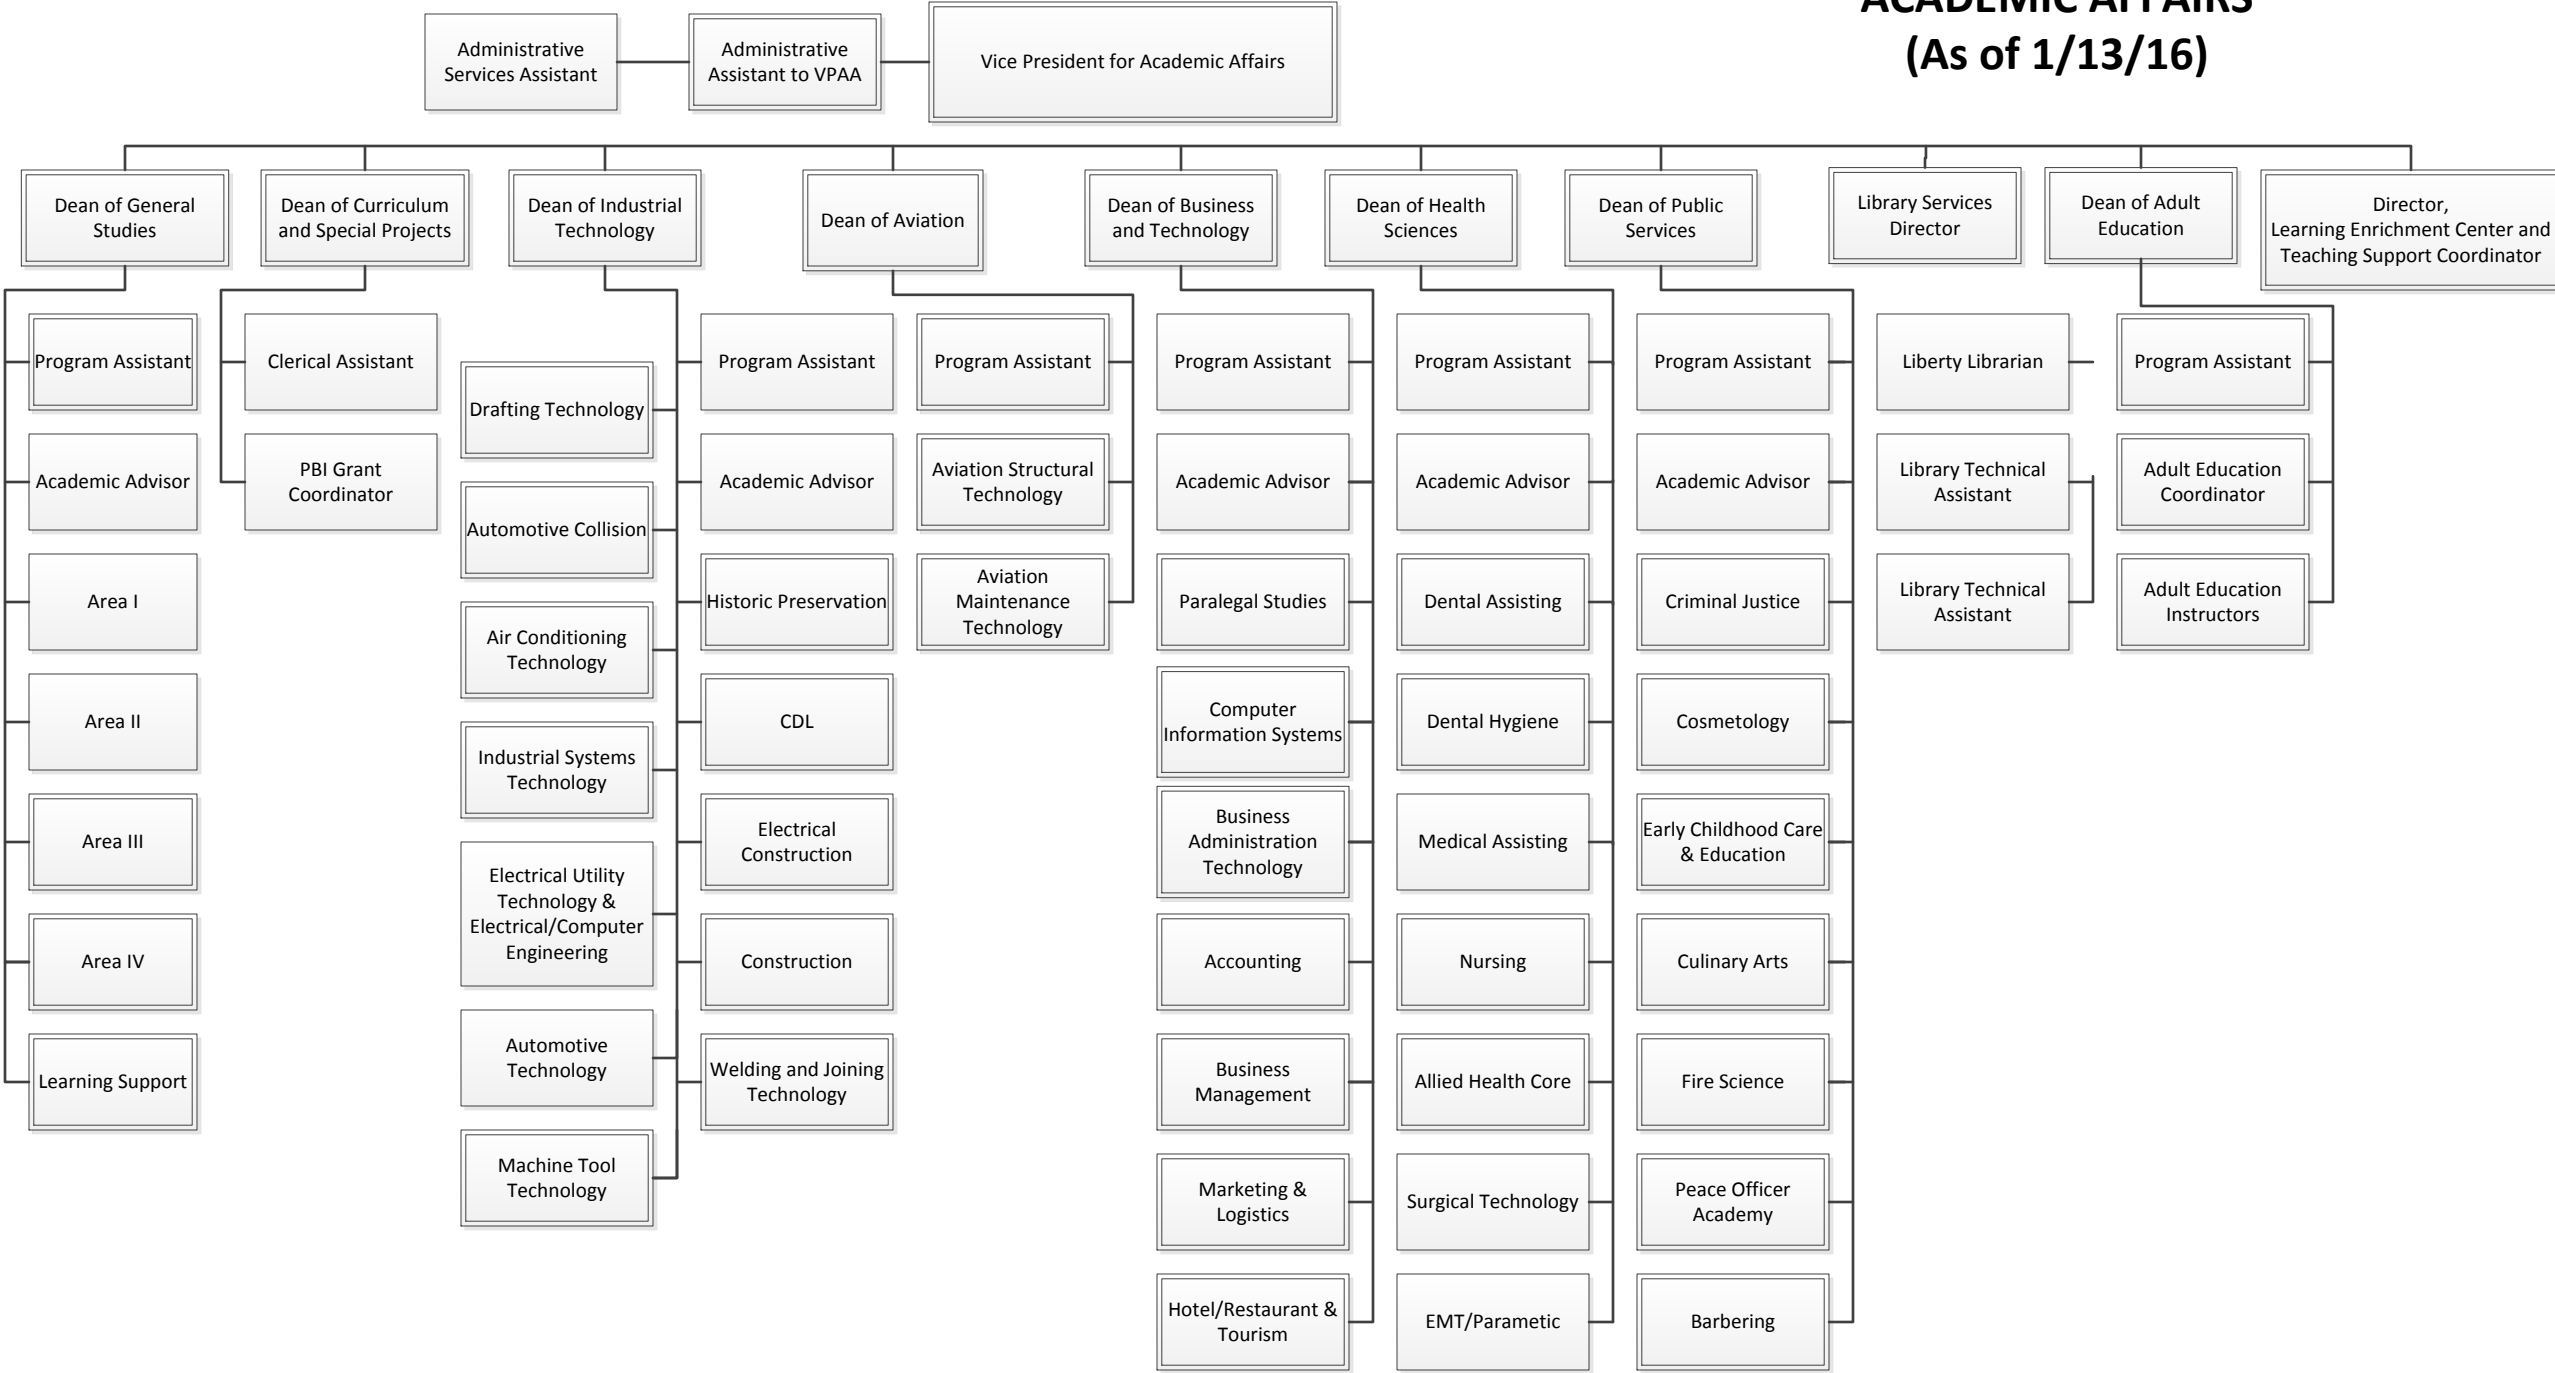 ACADEMIC AFFAIRS
(As of 1/13/16)
Administrative
Services Assistant
Administrative
Assistant to VPAA
Vice President for Academic Affairs
Dean of General
Studies
Dean of Curriculum
and Special Projects
Dean of Industrial
Technology
Dean of Aviation
Dean of Business
and Technology
Dean of Health
Sciences
Dean of Public
Services
Library Services
Director
Dean of Adult
Education
Director,
Learning Enrichment Center and
Teaching Support Coordinator
Program Assistant
Academic Advisor
Area I
Area II
Area III
Area IV
Learning Support
Clerical Assistant
PBI Grant
Coordinator
Drafting Technology
Automotive Collision
Air Conditioning
Technology
Industrial Systems
Technology
Electrical Utility
Technology &
Electrical/Computer
Engineering
Automotive
Technology
Machine Tool
Technology
Program Assistant
Academic Advisor
Historic Preservation
CDL
Electrical
Construction
Construction
Welding and Joining
Technology
Program Assistant
Aviation Structural
Technology
Aviation
Maintenance
Technology
Program Assistant
Academic Advisor
Paralegal Studies
Computer
Information Systems
Business
Administration
Technology
Accounting
Business
Management
Marketing &
Logistics
Hotel/Restaurant &
Tourism
Program Assistant
Academic Advisor
Dental Assisting
Dental Hygiene
Medical Assisting
Nursing
Allied Health Core
Surgical Technology
EMT/Parametic
Program Assistant
Academic Advisor
Criminal Justice
Cosmetology
Early Childhood Care
& Education
Culinary Arts
Fire Science
Peace Officer
Academy
Barbering
Liberty Librarian
Library Technical
Assistant
Library Technical
Assistant
Program Assistant
Adult Education
Coordinator
Adult Education
Instructors